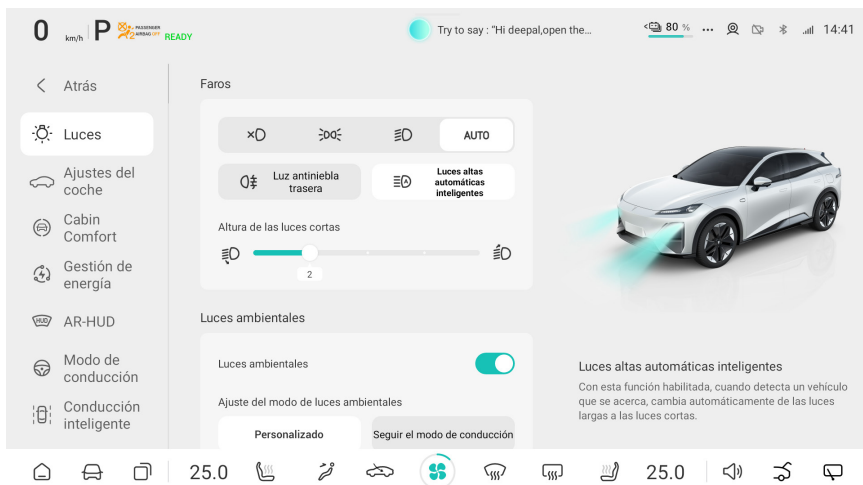 0 km/h P PASSENGER
AIRBAG OFF READY
Try to say : "Hi deepal,open the...
80 %
14:41
Atrás
Luces
Ajustes del
coche
Cabin
Comfort
Gestión de
energía
HUD AR-HUD
Modo de
conducción
Conducción
inteligente
Faros
AUTO
Luz antiniebla
trasera
A
Luces altas
automáticas
inteligentes
Altura de las luces cortas
2
Luces ambientales
Luces ambientales
Ajuste del modo de luces ambientales
Personalizado
Seguir el modo de conducción
Luces altas automáticas inteligentes
Con esta función habilitada, cuando detecta un vehículo
que se acerca, cambia automáticamente de las luces
largas a las luces cortas.
25.0
25.0